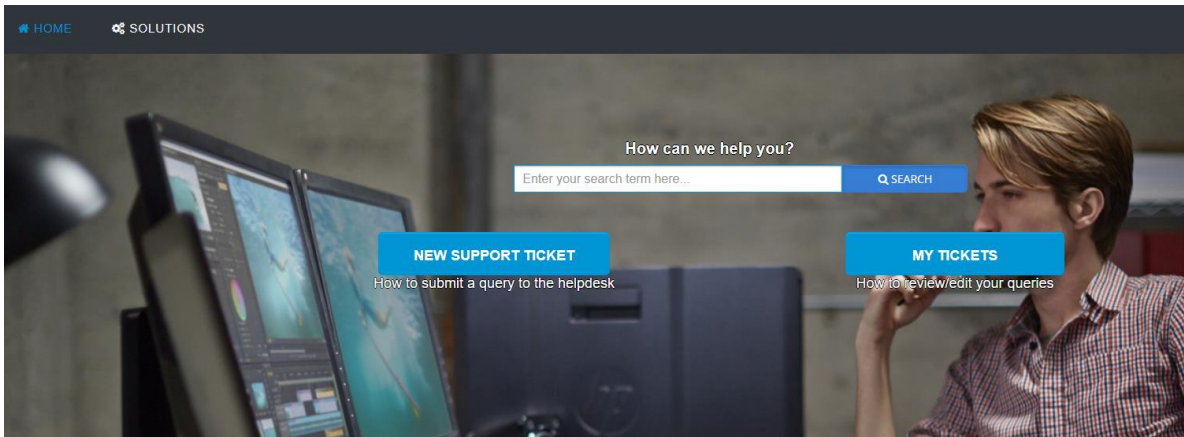 HOME
SOLUTIONS
How can we help you?
Enter your search term here...
SEARCH
NEW SUPPORT TICKET
How to submit a query to the helpdesk
MY TICKETS
How to review/edit your queries
hp